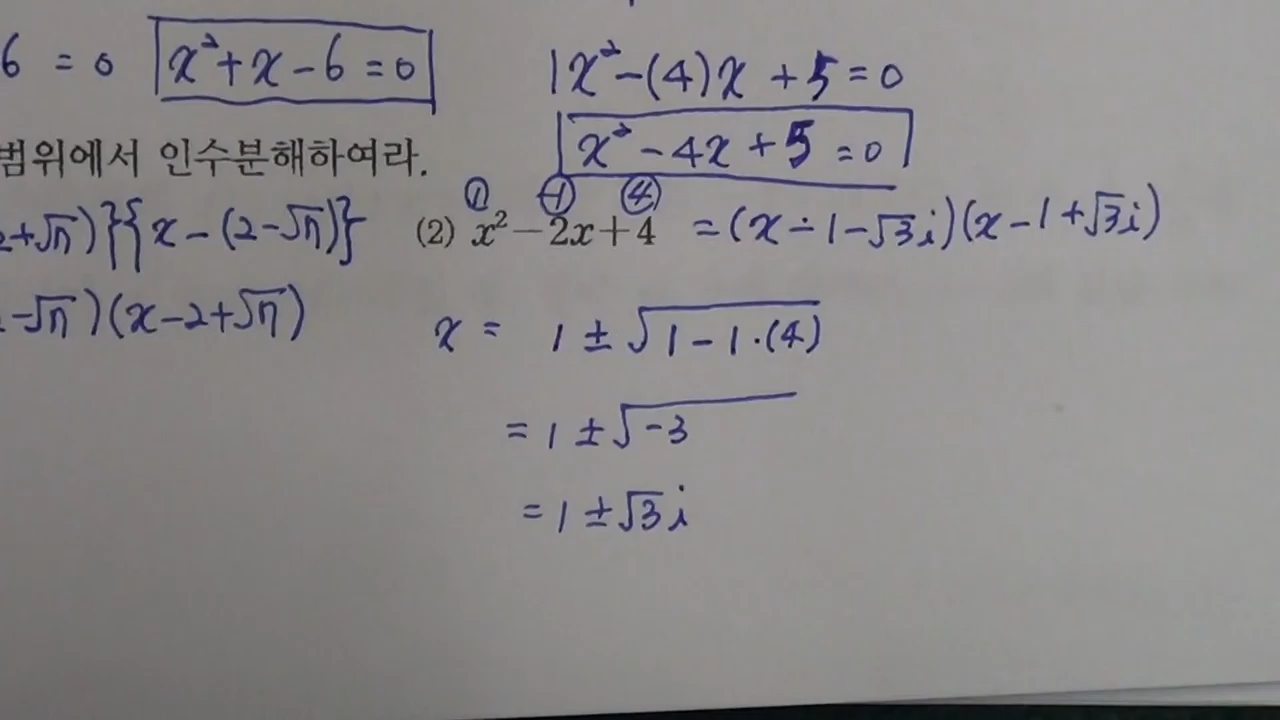 6 = 0 x²+x-6=0
1x²-(4)x+5=0
x²-4x+5=0
범위에서 인수분해하여라.
① -1 ④
2+√7)}{x-(2-√7)}
(2) x²-2x+4 =(x-1-√3i)(x-1+√3i)
-√7)(x-2+√7)
x = 1±√1-1·(4)
= 1±√-3
= 1±√3i